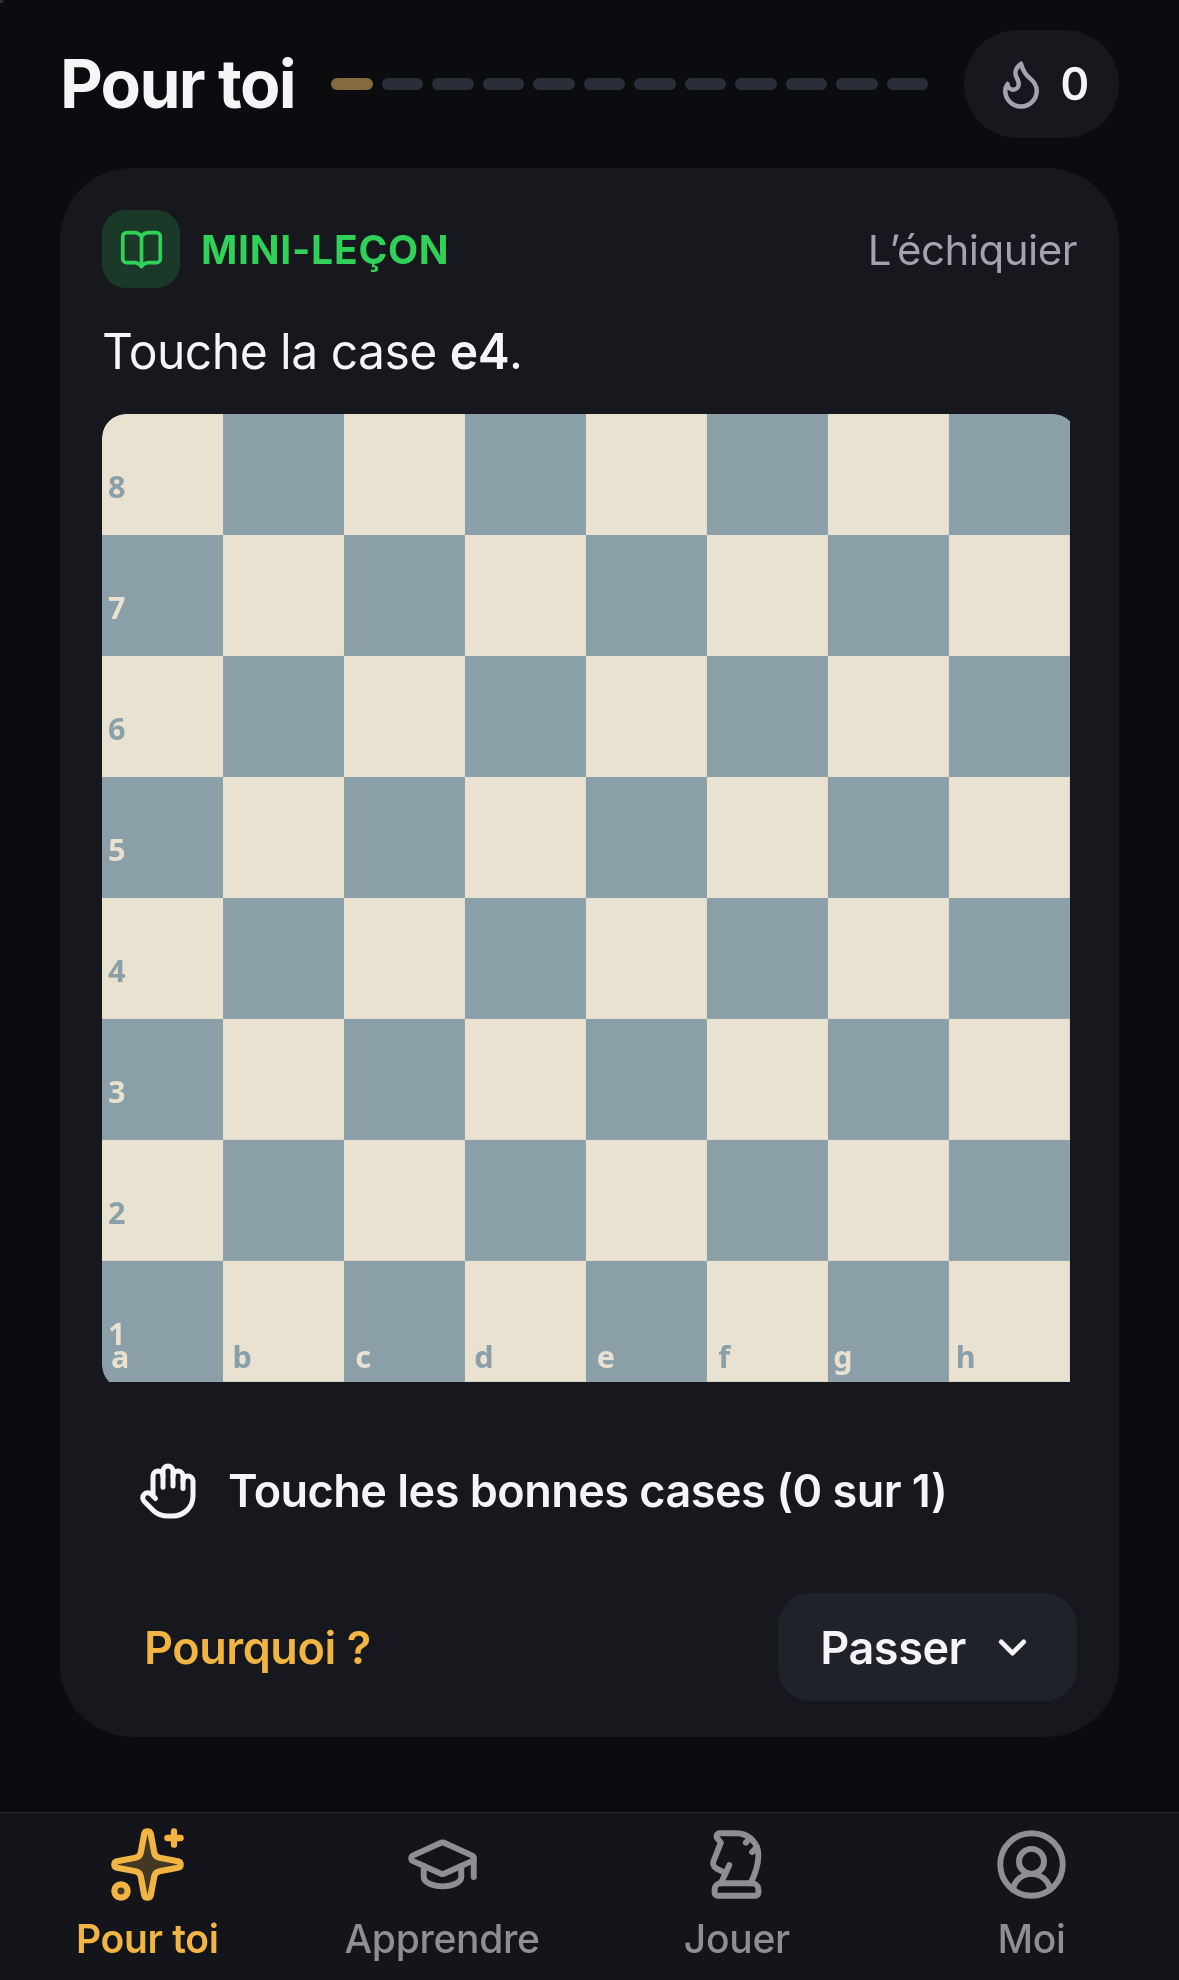 Pour toi
0
MINI-LEÇON
L’échiquier
Touche la case e4.
8
7
6
5
4
3
2
1
a b c d e f g h
Touche les bonnes cases (0 sur 1)
Pourquoi ?
Passer
Pour toi
Apprendre
Jouer
Moi